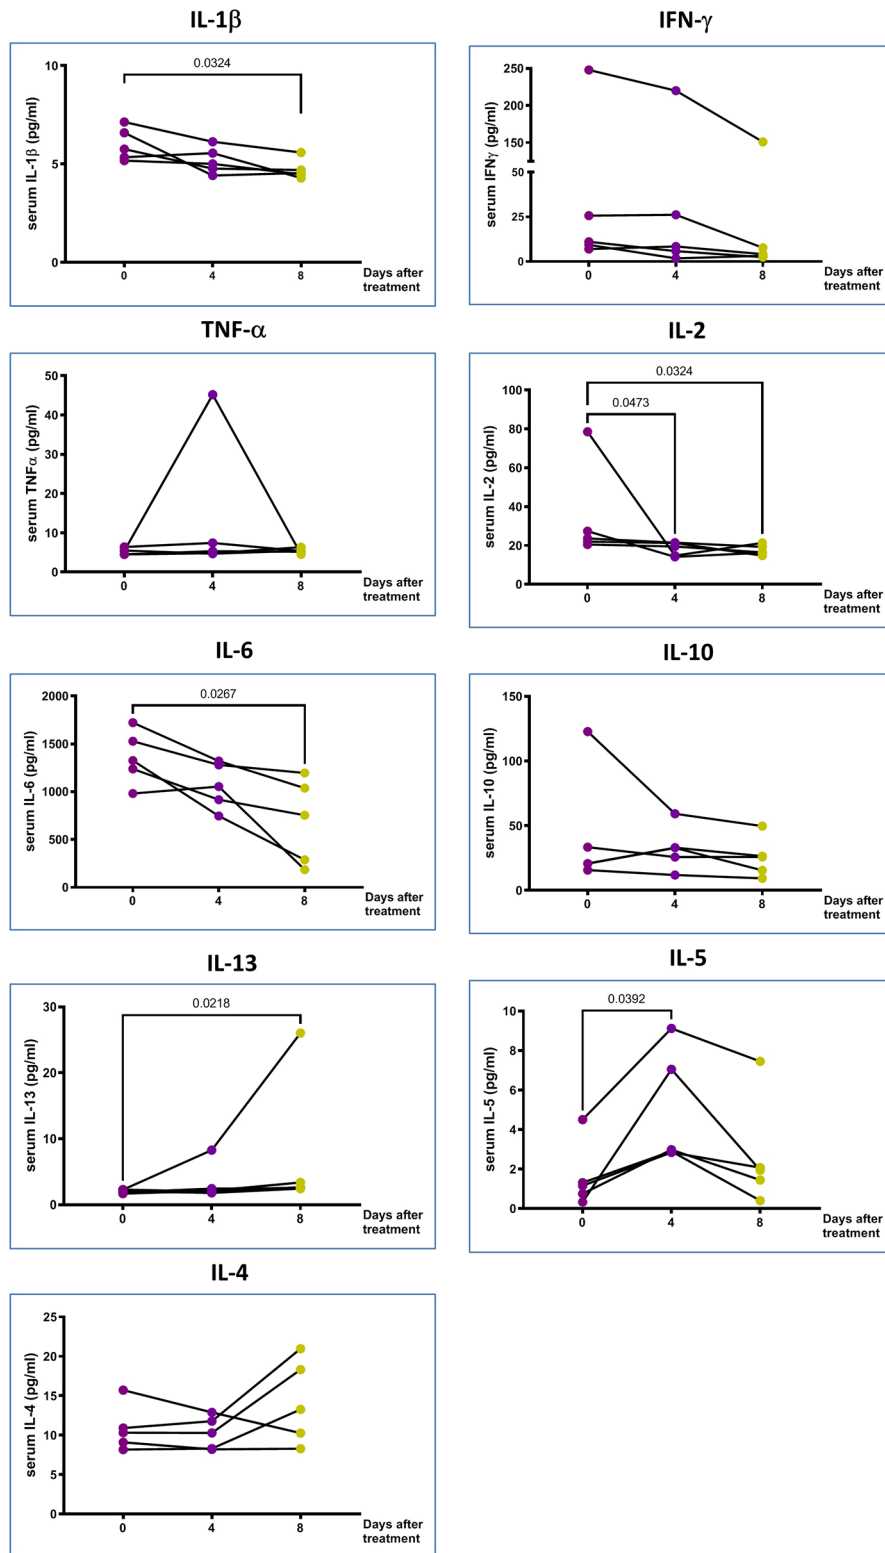 IL-1β
serum IL-1β (pg/ml)
10
5
0
0.0324
0 4 8
Days after
treatment
IFN-γ
serum IFNγ (pg/ml)
250
200
150
50
25
0
0 4 8
Days after
treatment
TNF-α
serum TNFα (pg/ml)
50
40
30
20
10
0
0 4 8
Days after
treatment
IL-2
serum IL-2 (pg/ml)
100
80
60
40
20
0
0.0324
0.0473
0 4 8
Days after
treatment
IL-6
serum IL-6 (pg/ml)
2000
1500
1000
500
0
0.0267
0 4 8
Days after
treatment
IL-10
serum IL-10 (pg/ml)
150
100
50
0
0 4 8
Days after
treatment
IL-13
serum IL-13 (pg/ml)
30
20
10
0
0.0218
0 4 8
Days after
treatment
IL-5
serum IL-5 (pg/ml)
10
8
6
4
2
0
0.0392
0 4 8
Days after
treatment
IL-4
serum IL-4 (pg/ml)
25
20
15
10
5
0
0 4 8
Days after
treatment